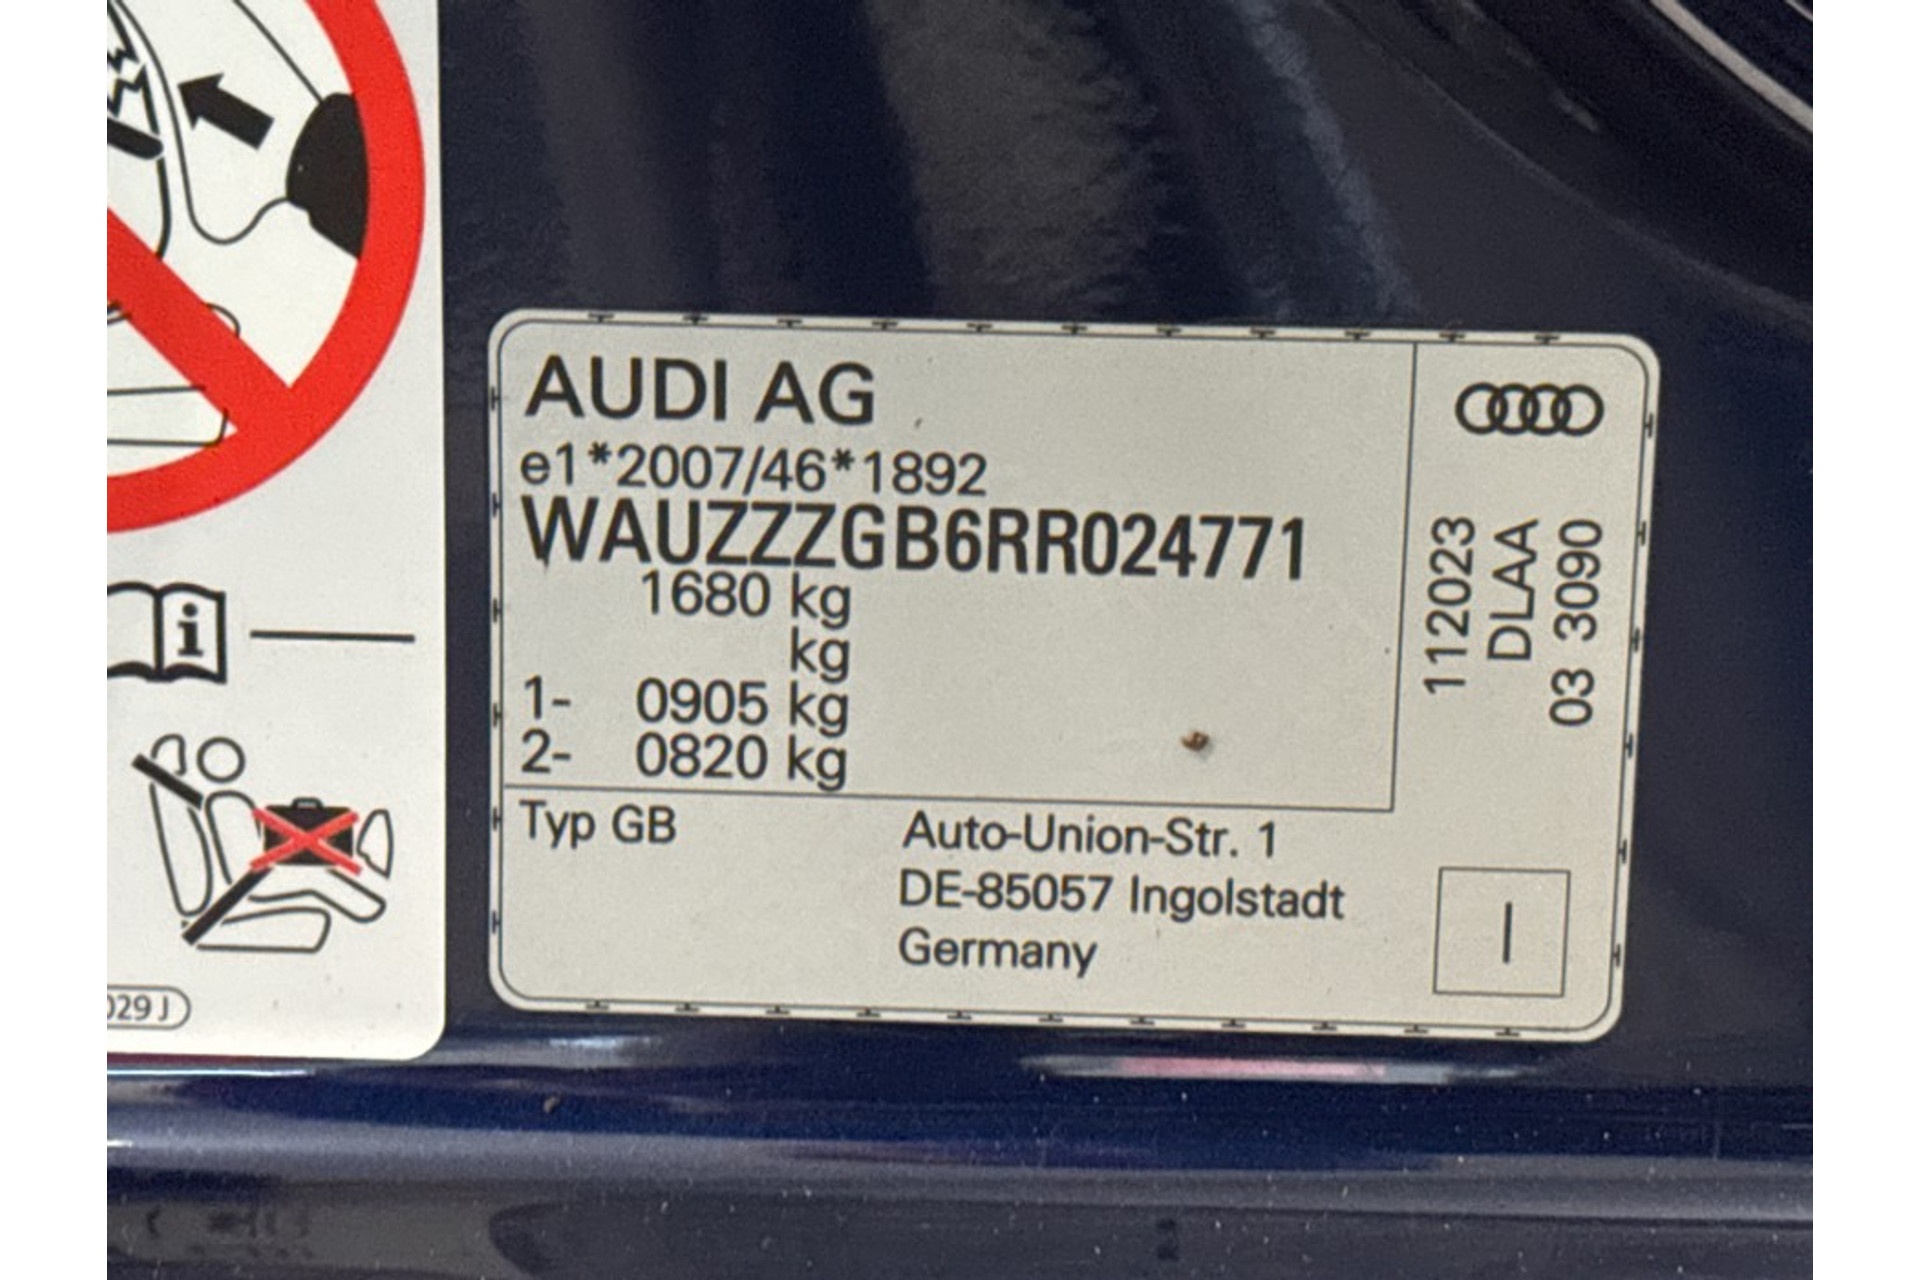 AUDI AG
e1*2007/46*1892
WAUZZZGB6RR024771
1680 kg
kg
1- 0905 kg
2- 0820 kg
Typ GB
Auto-Union-Str. 1
DE-85057 Ingolstadt
Germany
112023
DLAA
03 3090
I
i
029 J